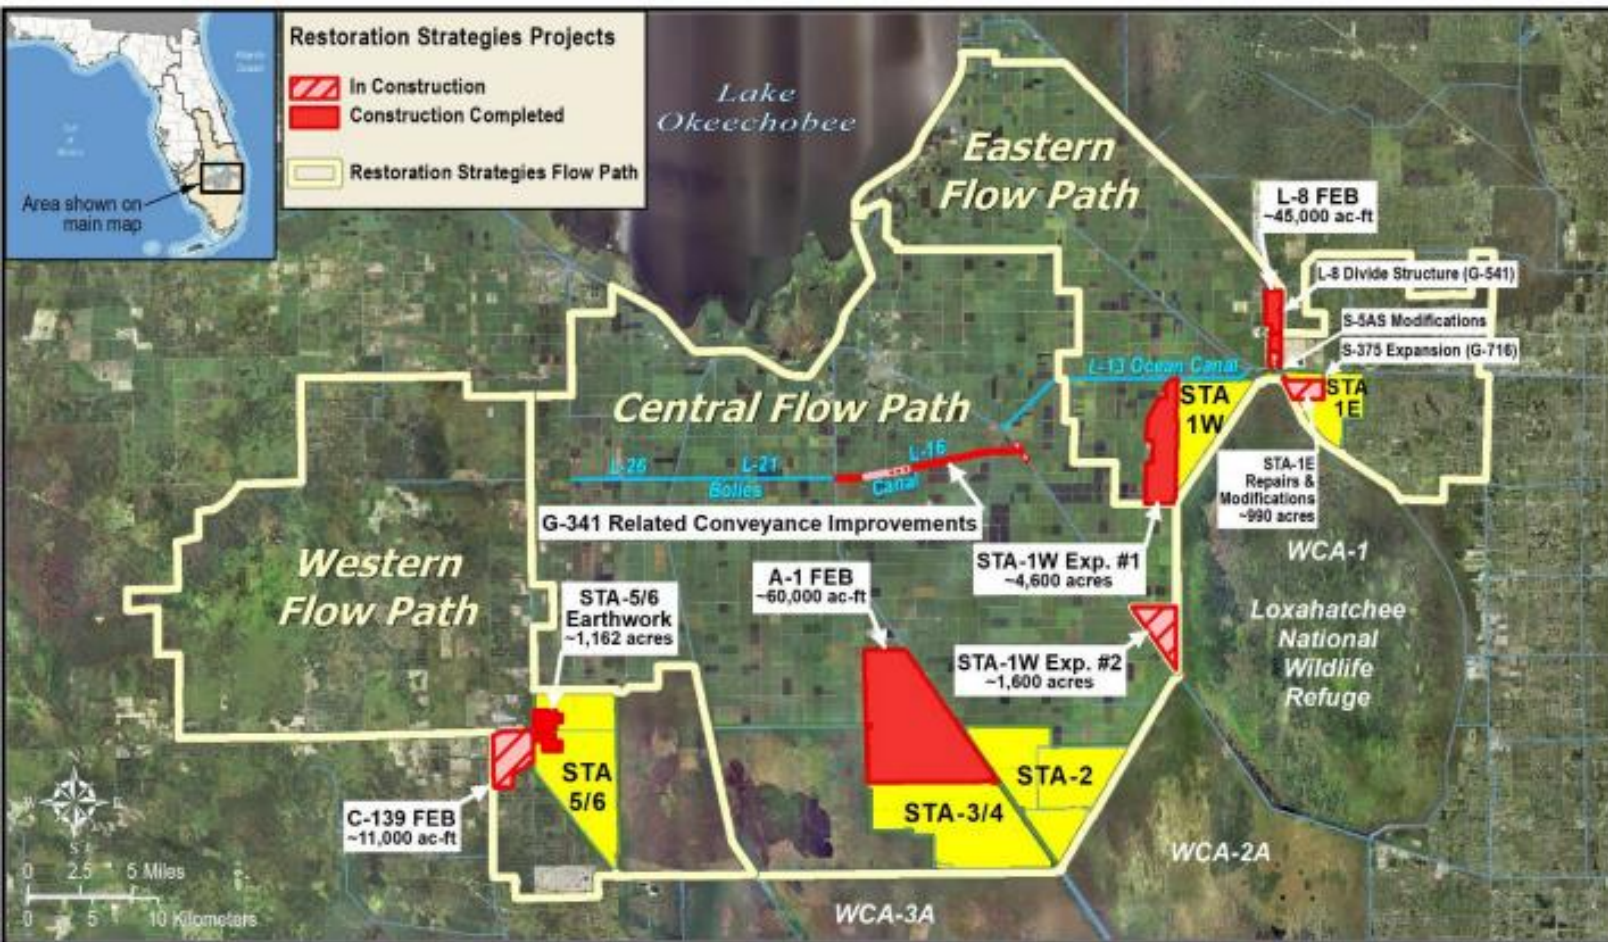 Restoration Strategies Projects
In Construction
Construction Completed
Restoration Strategies Flow Path
Area shown on
main map
Lake
Okeechobee
Eastern
Flow Path
L-8 FEB
~45,000 ac-ft
L-8 Divide Structure (G-541)
S-5AS Modifications
S-375 Expansion (G-716)
L-13 Ocean Canal
STA
1W
STA
1E
Central Flow Path
L-16
L-26
L-21
Bolles
Canal
STA-1E
Repairs &
Modifications
~990 acres
G-341 Related Conveyance Improvements
WCA-1
STA-1W Exp. #1
~4,600 acres
Western
Flow Path
A-1 FEB
~60,000 ac-ft
STA-5/6
Earthwork
~1,162 acres
Loxahatchee
National
Wildlife
Refuge
STA-1W Exp. #2
~1,600 acres
STA
5/6
STA-2
STA-3/4
C-139 FEB
~11,000 ac-ft
WCA-2A
WCA-3A
W
E
S
0 2.5 5 Miles
0 5 10 Kilometers